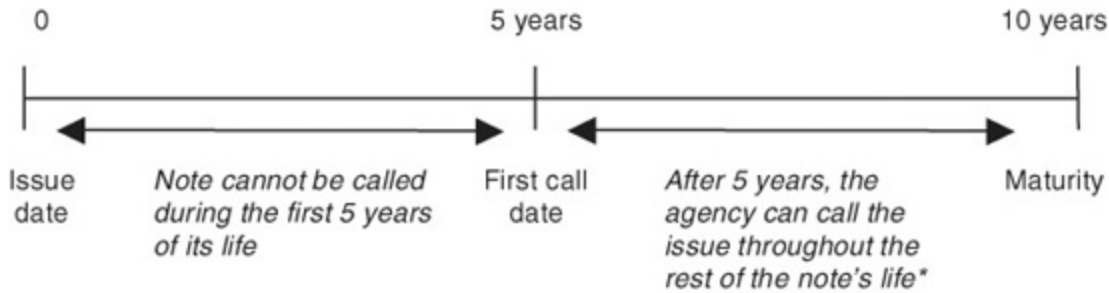 0
5 years
10 years
Issue
date
Note cannot be called
during the first 5 years
of its life
First call
date
After 5 years, the
agency can call the
issue throughout the
rest of the note's life*
Maturity